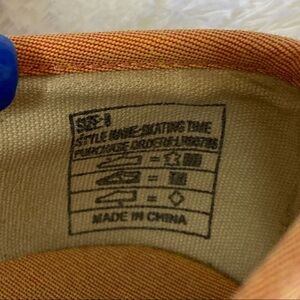 SIZE: 8
STYLE NAME: SKATING TIME
PURCHASE ORDER#:
=
=
=
MADE IN CHINA